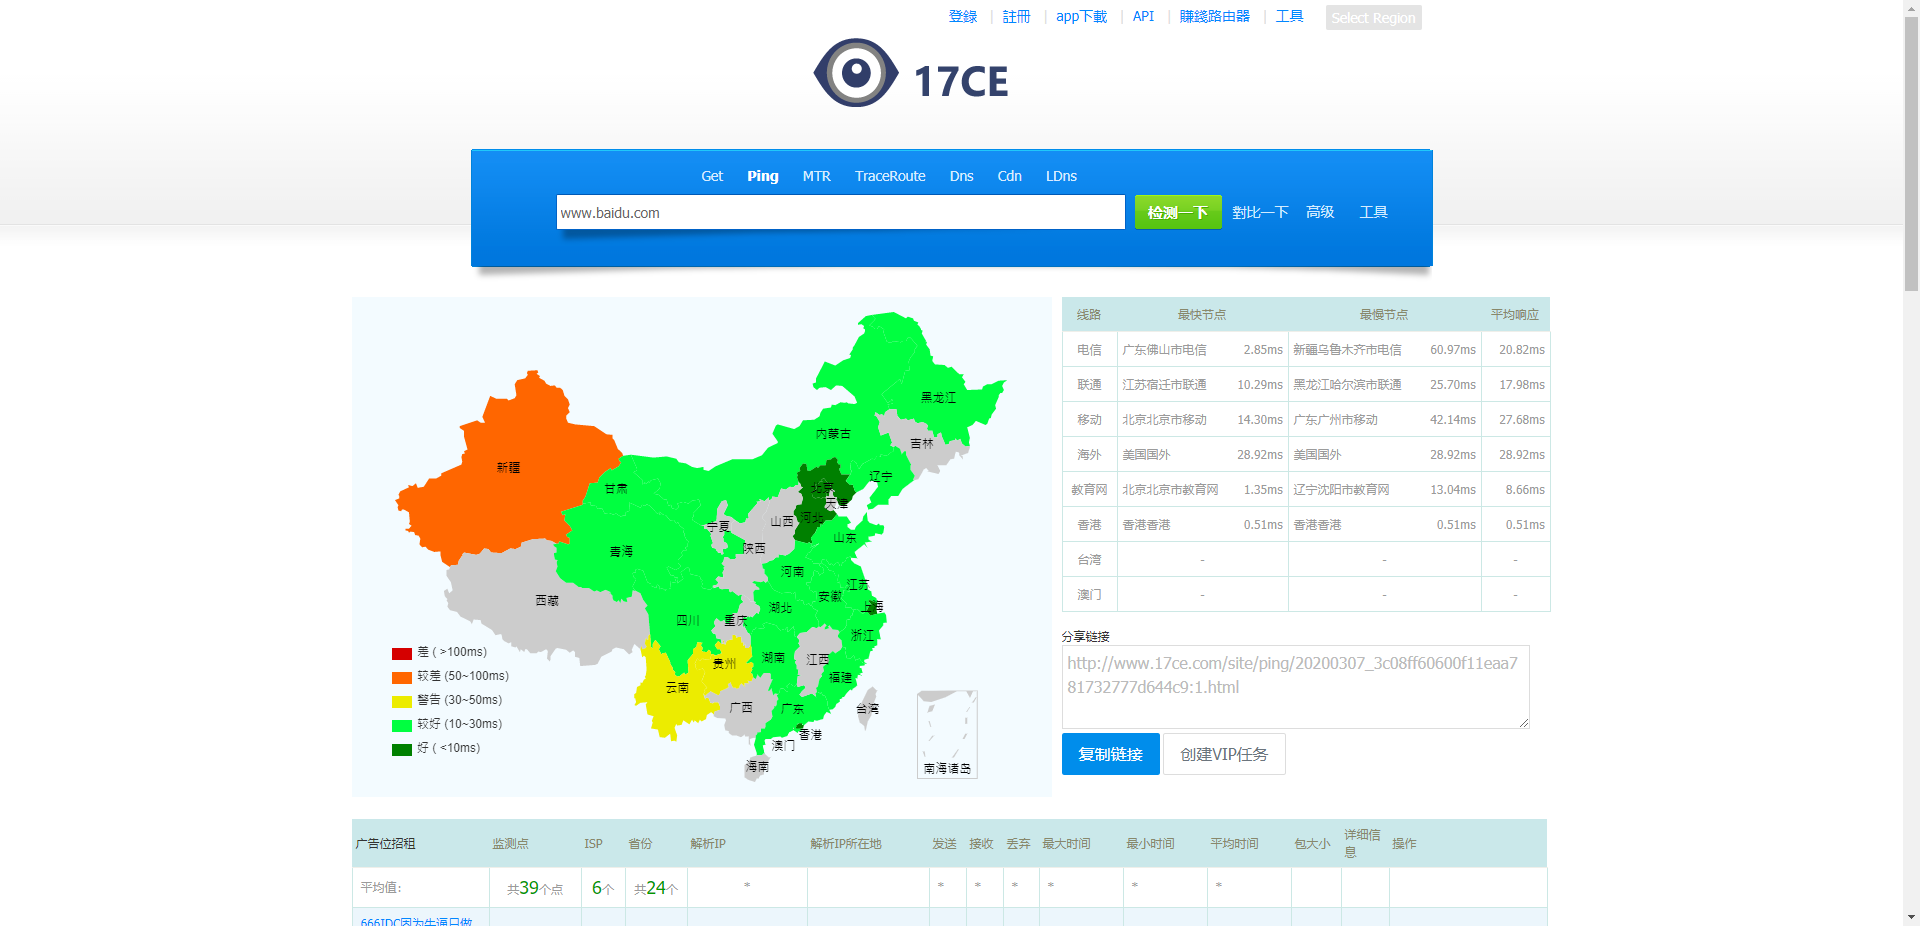 登錄 | 註冊 | app下載 | API | 賺錢路由器 | 工具 Select Region
17CE
Get Ping MTR TraceRoute Dns Cdn LDns
www.baidu.com 检测一下 對比一下 高级 工具
黑龙江
内蒙古
吉林
新疆
辽宁
甘肃
北京
天津
宁夏
山西
河北
山东
陕西
青海
河南
江苏
安徽
西藏
湖北
上海
四川
重庆
浙江
湖南
江西
贵州
福建
云南
广西
广东
台湾
香港
澳门
海南
南海诸岛
差 ( >100ms)
较差 (50~100ms)
警告 (30~50ms)
较好 (10~30ms)
好 ( <10ms)
线路 最快节点 最慢节点 平均响应
电信 广东佛山市电信 2.85ms 新疆乌鲁木齐市电信 60.97ms 20.82ms
联通 江苏宿迁市联通 10.29ms 黑龙江哈尔滨市联通 25.70ms 17.98ms
移动 北京北京市移动 14.30ms 广东广州市移动 42.14ms 27.68ms
海外 美国国外 28.92ms 美国国外 28.92ms 28.92ms
教育网 北京北京市教育网 1.35ms 辽宁沈阳市教育网 13.04ms 8.66ms
香港 香港香港 0.51ms 香港香港 0.51ms 0.51ms
台湾 - - -
澳门 - - -
分享链接
http://www.17ce.com/site/ping/20200307_3c08ff60600f11eaa7
81732777d644c9:1.html
复制链接 创建VIP任务
广告位招租 监测点 ISP 省份 解析IP 解析IP所在地 发送 接收 丢弃 最大时间 最小时间 平均时间 包大小 详细信息 操作
平均值: 共39个点 6个 共24个 * * * * * * *
666IDC因为牛逼只做